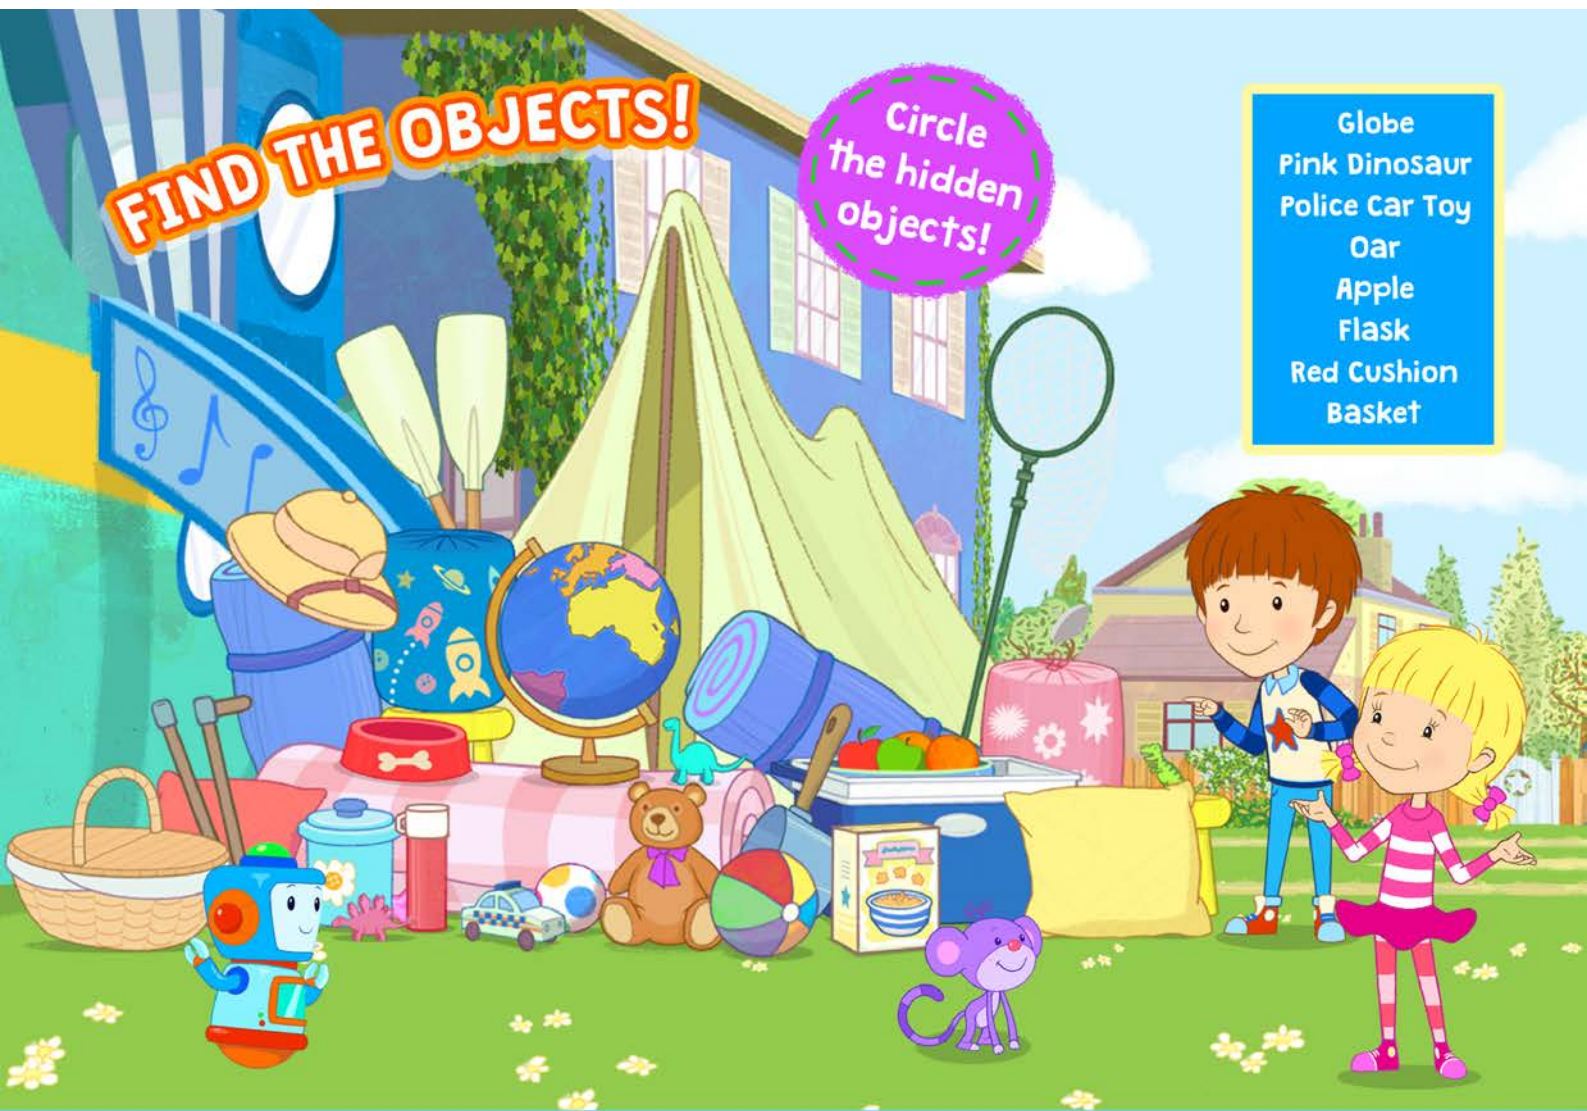 FIND THE OBJECTS!
Circle
the hidden
objects!
Globe
Pink Dinosaur
Police Car Toy
Oar
Apple
Flask
Red Cushion
Basket